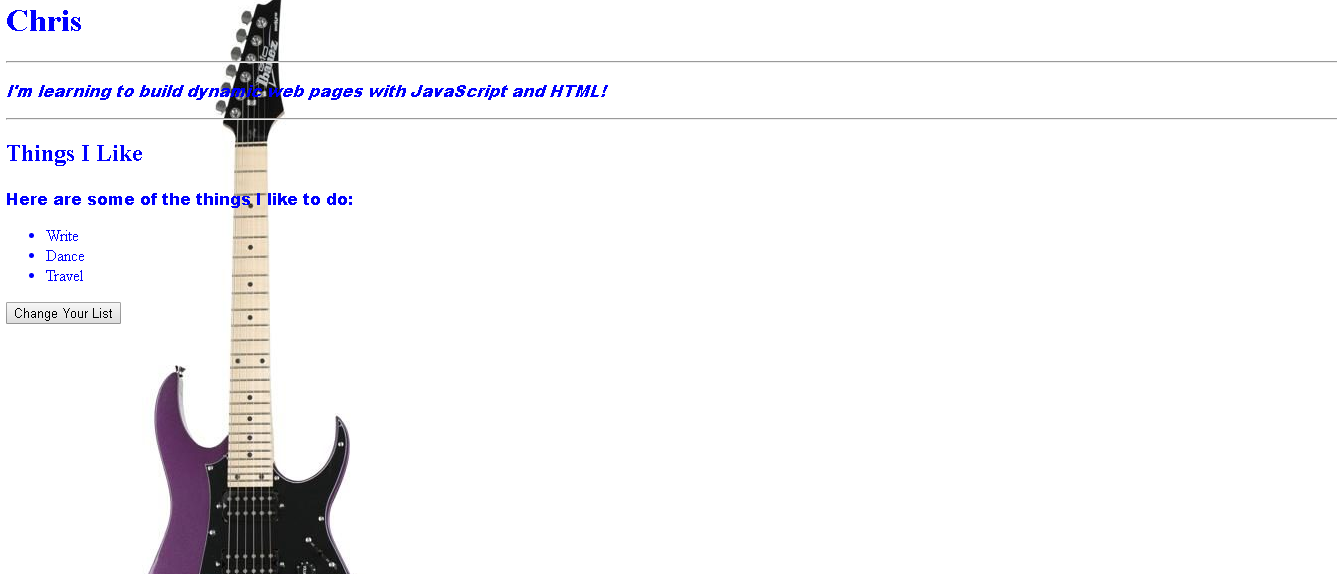 Chris
Ibanez
I'm learning to build dynamic web pages with JavaScript and HTML!
Things I Like
Here are some of the things I like to do:
Write
Dance
Travel
Change Your List